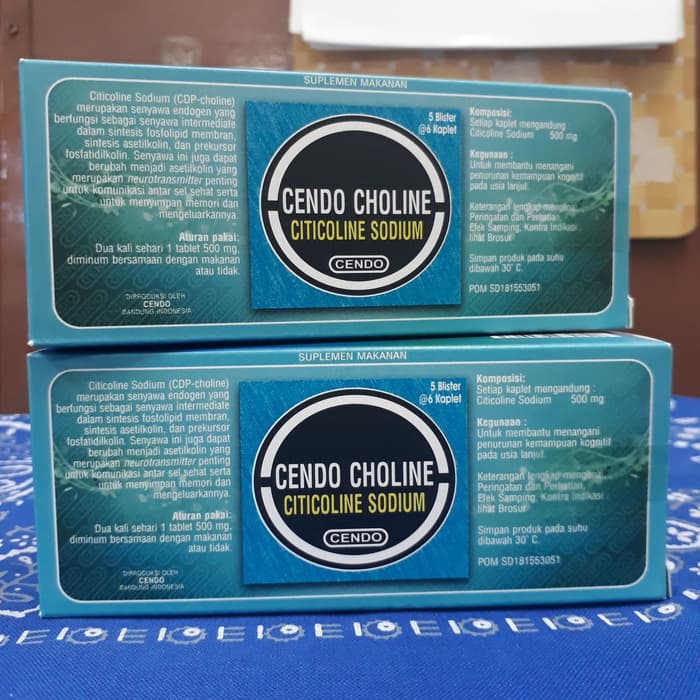 SUPLEMEN MAKANAN
Citicoline Sodium (CDP-choline)
merupakan senyawa endogen yang
berfungsi sebagai senyawa intermediate
dalam sintesis fosfolipid membran,
sintesis asetilkolin, dan prekursor
fosfatidilkolin. Senyawa ini juga dapat
berubah menjadi asetilkolin yang
merupakan neurotransmitter penting
untuk komunikasi antar sel sehat serta
untuk menyimpan memori dan
mengeluarkannya.
Aturan pakai:
Dua kali sehari 1 tablet 500 mg,
diminum bersamaan dengan makanan
atau tidak.
DIPRODUKSI OLEH
CENDO
BANDUNG INDONESIA
5 Blister
@6 Kaplet
CENDO CHOLINE
CITICOLINE SODIUM
CENDO
Komposisi:
Setiap kaplet mengandung :
Citicoline Sodium 500 mg
Kegunaan :
Untuk membantu menangani
penurunan kemampuan kognitif
pada usia lanjut.
Keterangan lengkap mengenai
Peringatan dan Perhatian,
Efek Samping, Kontra Indikasi
lihat Brosur
Simpan produk pada suhu
dibawah 30° C.
POM SD181553051
SUPLEMEN MAKANAN
Citicoline Sodium (CDP-choline)
merupakan senyawa endogen yang
berfungsi sebagai senyawa intermediate
dalam sintesis fosfolipid membran,
sintesis asetilkolin, dan prekursor
fosfatidilkolin. Senyawa ini juga dapat
berubah menjadi asetilkolin yang
merupakan neurotransmitter penting
untuk komunikasi antar sel sehat serta
untuk menyimpan memori dan
mengeluarkannya.
Aturan pakai:
Dua kali sehari 1 tablet 500 mg,
diminum bersamaan dengan makanan
atau tidak.
DIPRODUKSI OLEH
CENDO
BANDUNG INDONESIA
5 Blister
@6 Kaplet
CENDO CHOLINE
CITICOLINE SODIUM
CENDO
Komposisi:
Setiap kaplet mengandung :
Citicoline Sodium 500 mg
Kegunaan :
Untuk membantu menangani
penurunan kemampuan kognitif
pada usia lanjut.
Keterangan lengkap mengenai
Peringatan dan Perhatian,
Efek Samping, Kontra Indikasi
lihat Brosur
Simpan produk pada suhu
dibawah 30° C.
POM SD181553051